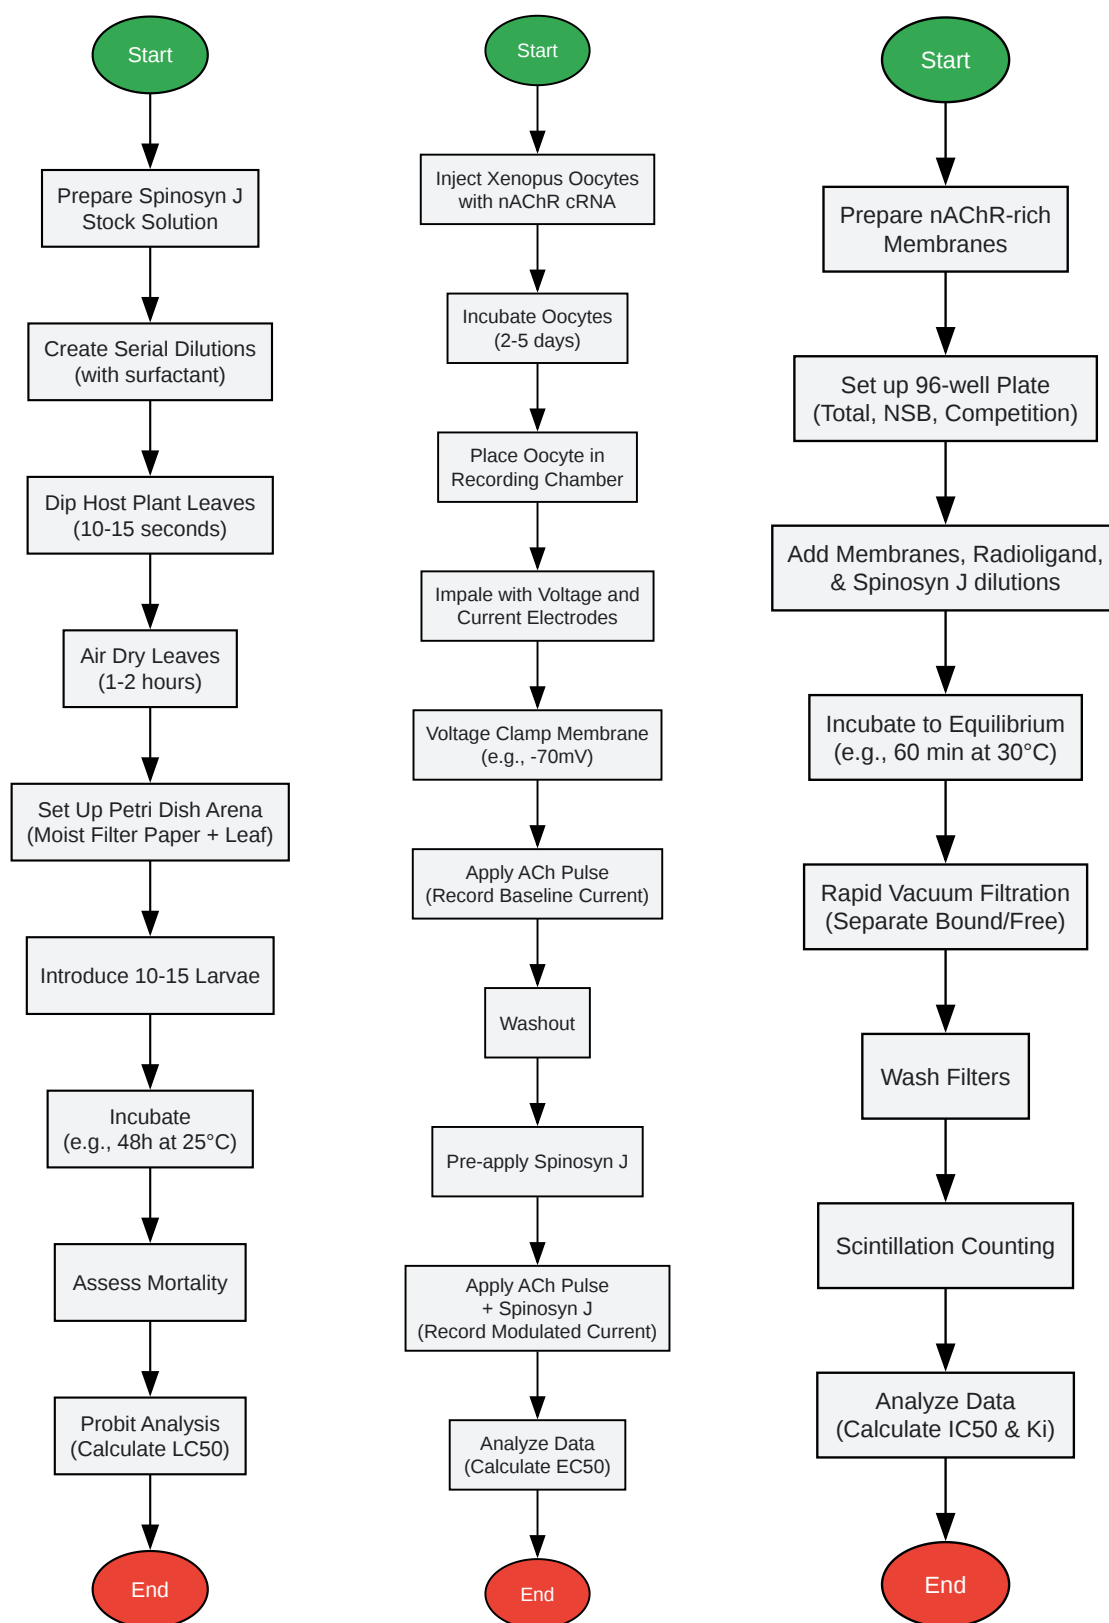 Start
Prepare Spinosyn J
Stock Solution
Create Serial Dilutions
(with surfactant)
Dip Host Plant Leaves
(10-15 seconds)
Air Dry Leaves
(1-2 hours)
Set Up Petri Dish Arena
(Moist Filter Paper + Leaf)
Introduce 10-15 Larvae
Incubate
(e.g., 48h at 25°C)
Assess Mortality
Probit Analysis
(Calculate LC50)
End
Start
Inject Xenopus Oocytes
with nAChR cRNA
Incubate Oocytes
(2-5 days)
Place Oocyte in
Recording Chamber
Impale with Voltage and
Current Electrodes
Voltage Clamp Membrane
(e.g., -70mV)
Apply ACh Pulse
(Record Baseline Current)
Washout
Pre-apply Spinosyn J
Apply ACh Pulse
+ Spinosyn J
(Record Modulated Current)
Analyze Data
(Calculate EC50)
End
Start
Prepare nAChR-rich
Membranes
Set up 96-well Plate
(Total, NSB, Competition)
Add Membranes, Radioligand,
& Spinosyn J dilutions
Incubate to Equilibrium
(e.g., 60 min at 30°C)
Rapid Vacuum Filtration
(Separate Bound/Free)
Wash Filters
Scintillation Counting
Analyze Data
(Calculate IC50 & Ki)
End